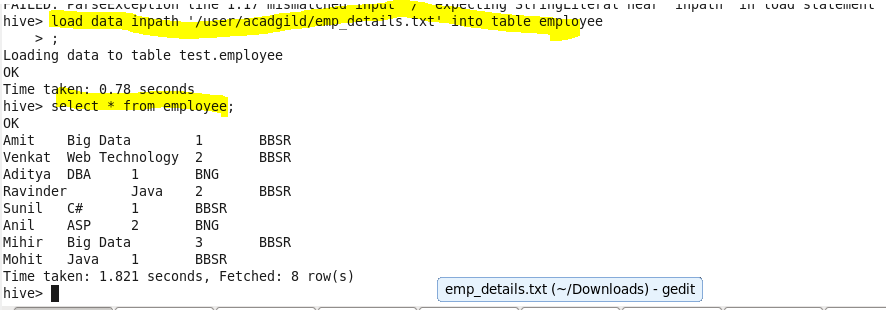 FAILED: ParseException line 1:17 mismatched input '/' expecting StringLiteral near 'inpath' in load statement
hive> load data inpath '/user/acadgild/emp_details.txt' into table employee
    > ;
Loading data to table test.employee
OK
Time taken: 0.78 seconds
hive> select * from employee;
OK
Amit    Big Data        1       BBSR
Venkat  Web Technology  2       BBSR
Aditya  DBA     1       BNG
Ravinder        Java    2       BBSR
Sunil   C#      1       BBSR
Anil    ASP     2       BNG
Mihir   Big Data        3       BBSR
Mohit   Java    1       BBSR
Time taken: 1.821 seconds, Fetched: 8 row(s)
hive>
emp_details.txt (~/Downloads) - gedit